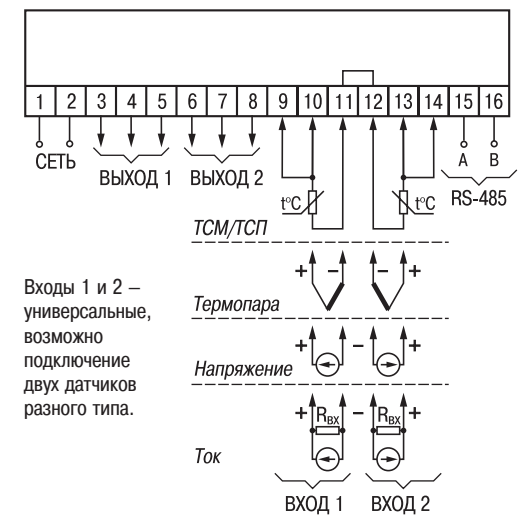 1 2 3 4 5 6 7 8 9 10 11 12 13 14 15 16
СЕТЬ
ВЫХОД 1
ВЫХОД 2
A B
RS-485
t°C t°C
ТСМ/ТСП
+ – – +
Термопара
+ – +
Напряжение
+ Rвх – Rвх +
Ток
ВХОД 1 ВХОД 2
Входы 1 и 2 –
универсальные,
возможно
подключение
двух датчиков
разного типа.